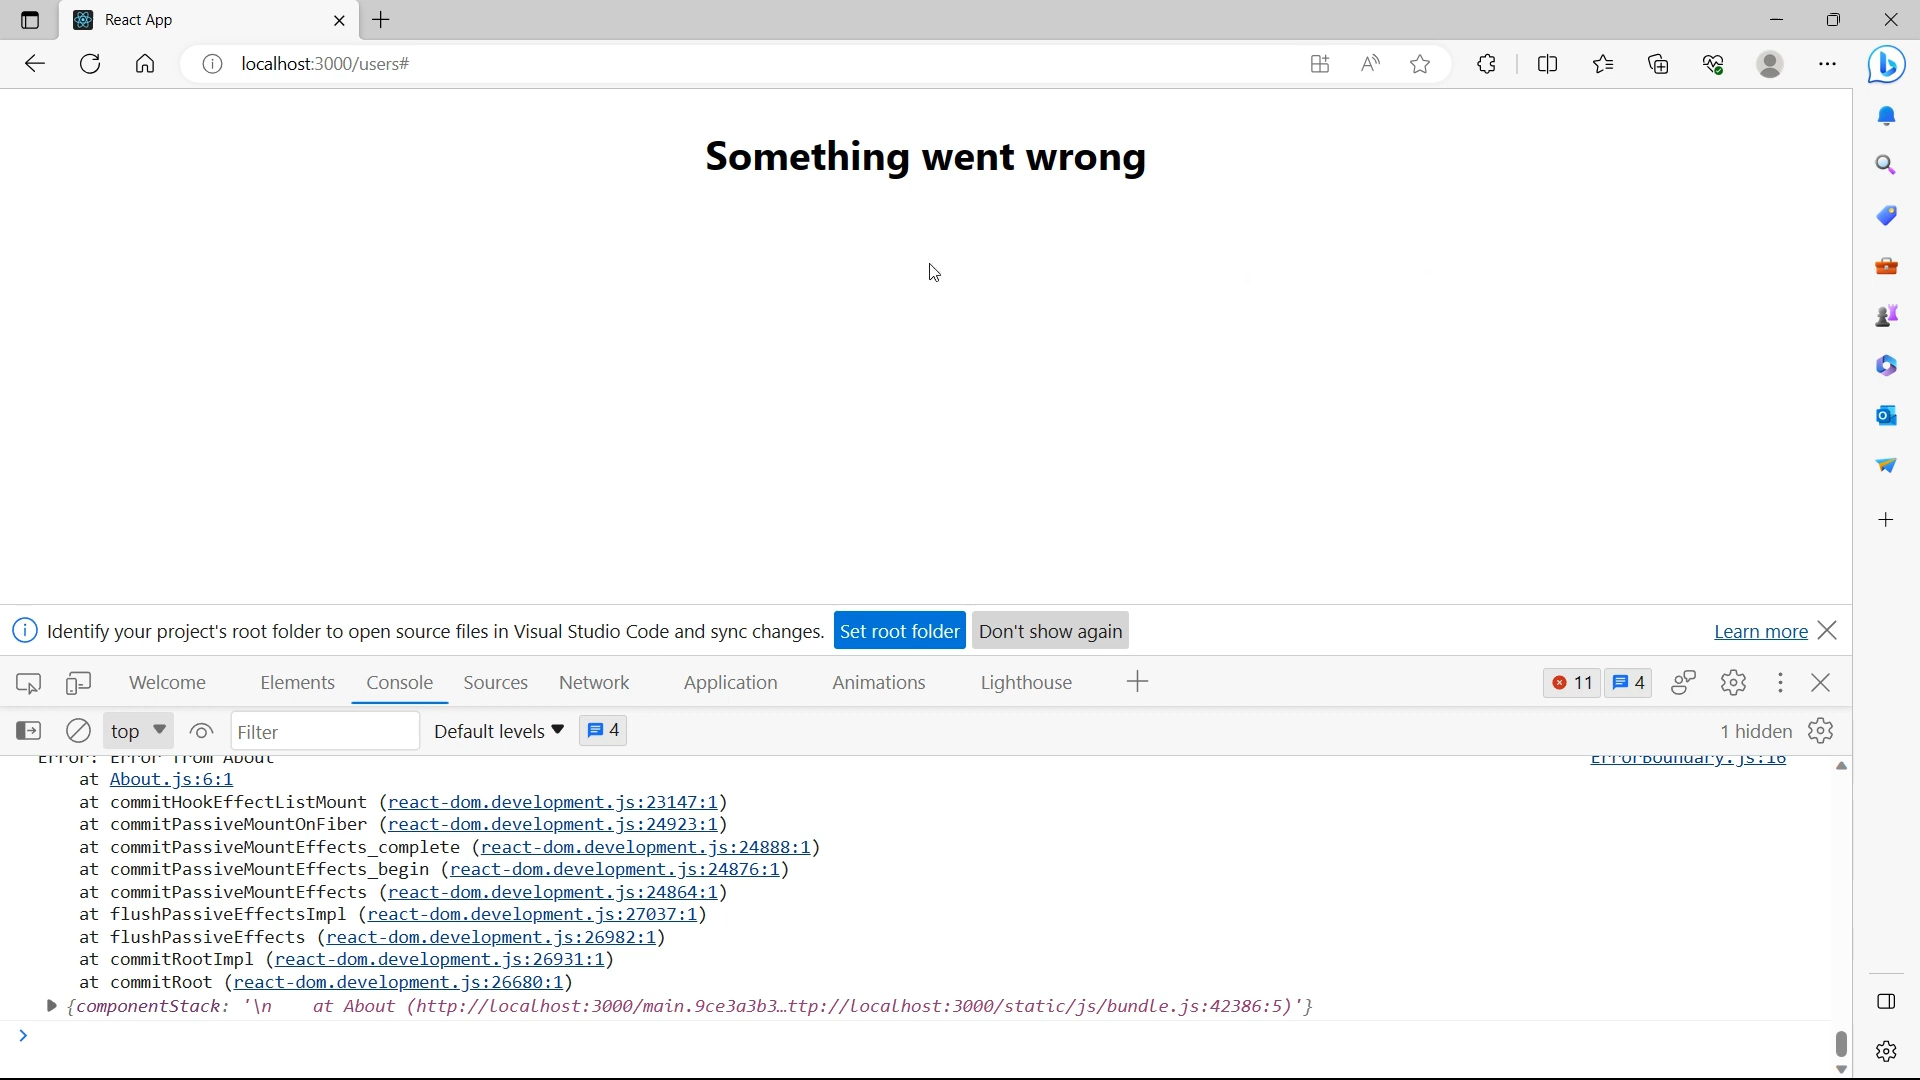 React App
localhost:3000/users#
Something went wrong
Identify your project's root folder to open source files in Visual Studio Code and sync changes. Set root folder Don't show again Learn more
Welcome Elements Console Sources Network Application Animations Lighthouse 11 4
top Filter Default levels 4 1 hidden
Error: Error from About ErrorBoundary.js:16
at About.js:6:1
at commitHookEffectListMount (react-dom.development.js:23147:1)
at commitPassiveMountOnFiber (react-dom.development.js:24923:1)
at commitPassiveMountEffects_complete (react-dom.development.js:24888:1)
at commitPassiveMountEffects_begin (react-dom.development.js:24876:1)
at commitPassiveMountEffects (react-dom.development.js:24864:1)
at flushPassiveEffectsImpl (react-dom.development.js:27037:1)
at flushPassiveEffects (react-dom.development.js:26982:1)
at commitRootImpl (react-dom.development.js:26931:1)
at commitRoot (react-dom.development.js:26680:1)
{componentStack: '\n    at About (http://localhost:3000/main.9ce3a3b3…ttp://localhost:3000/static/js/bundle.js:42386:5)'}